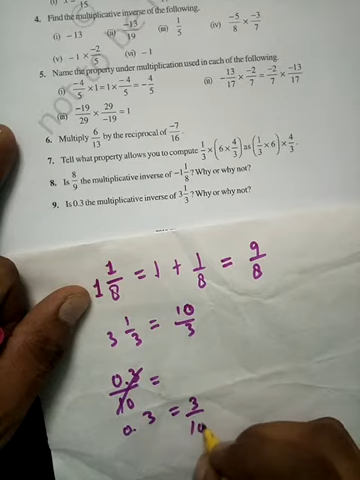 4. Find the multiplicative inverse of the following.
(i) −13 (ii) −13/19 (iii) 1/5 (iv) −5/8 × −3/7
(v) −1 × −2/5 (vi) −1
5. Name the property under multiplication used in each of the following.
(i) −4/5 × 1 = 1 × −4/5 = −4/5 (ii) −13/17 × −2/7 = −2/7 × −13/17
(iii) −19/29 × 29/−19 = 1
6. Multiply 6/13 by the reciprocal of −7/16.
7. Tell what property allows you to compute 1/3 × (6 × 4/3) as (1/3 × 6) × 4/3.
8. Is 8/9 the multiplicative inverse of −1 1/8? Why or why not?
9. Is 0.3 the multiplicative inverse of 3 1/3? Why or why not?
1 1/8 = 1 + 1/8 = 9/8
3 1/3 = 10/3
0.3/10 =
0.3 = 3/10